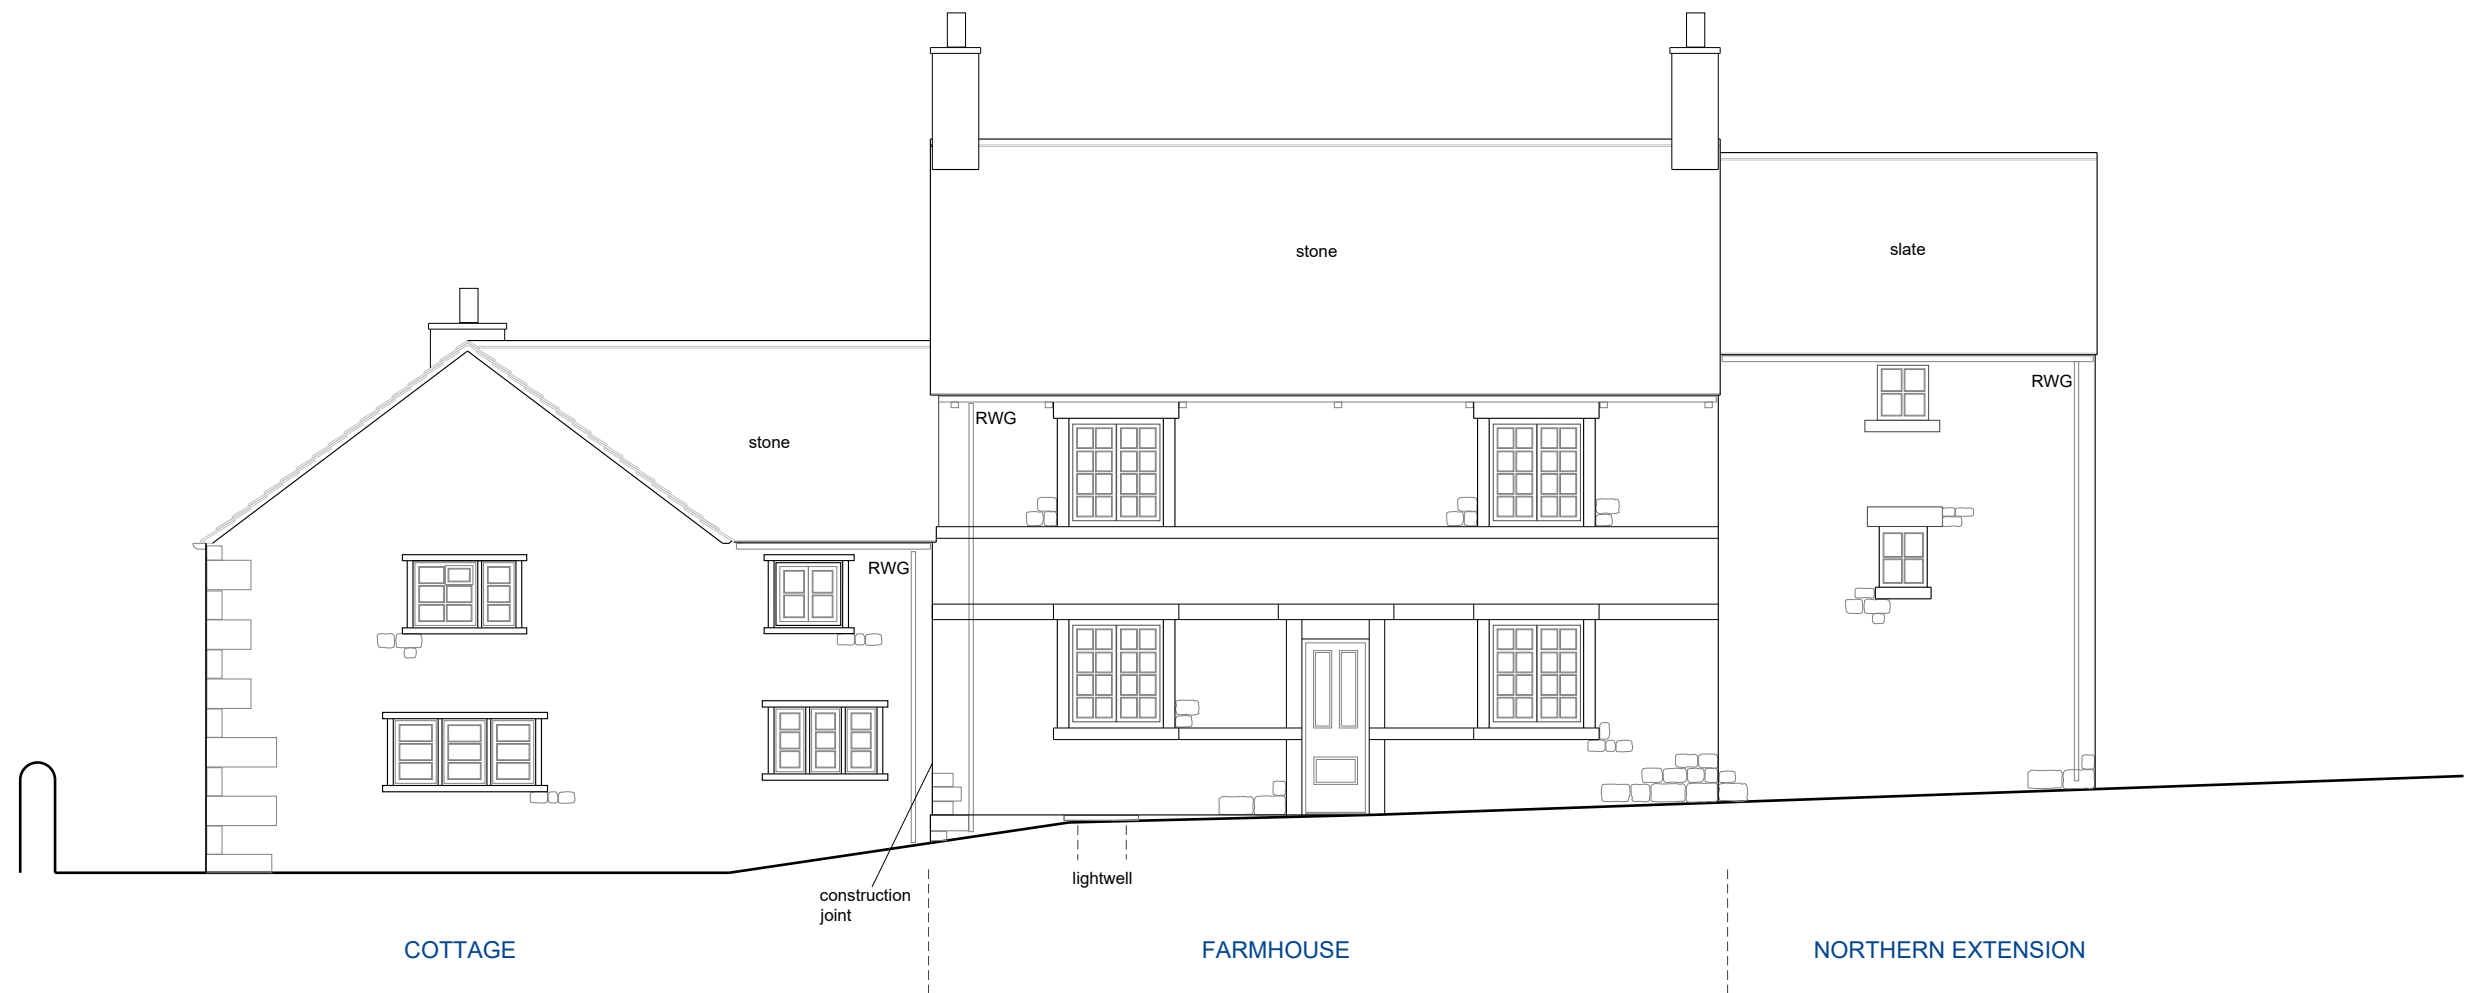 stone
slate
RWG
RWG
stone
RWG
construction
joint
lightwell
COTTAGE
FARMHOUSE
NORTHERN EXTENSION